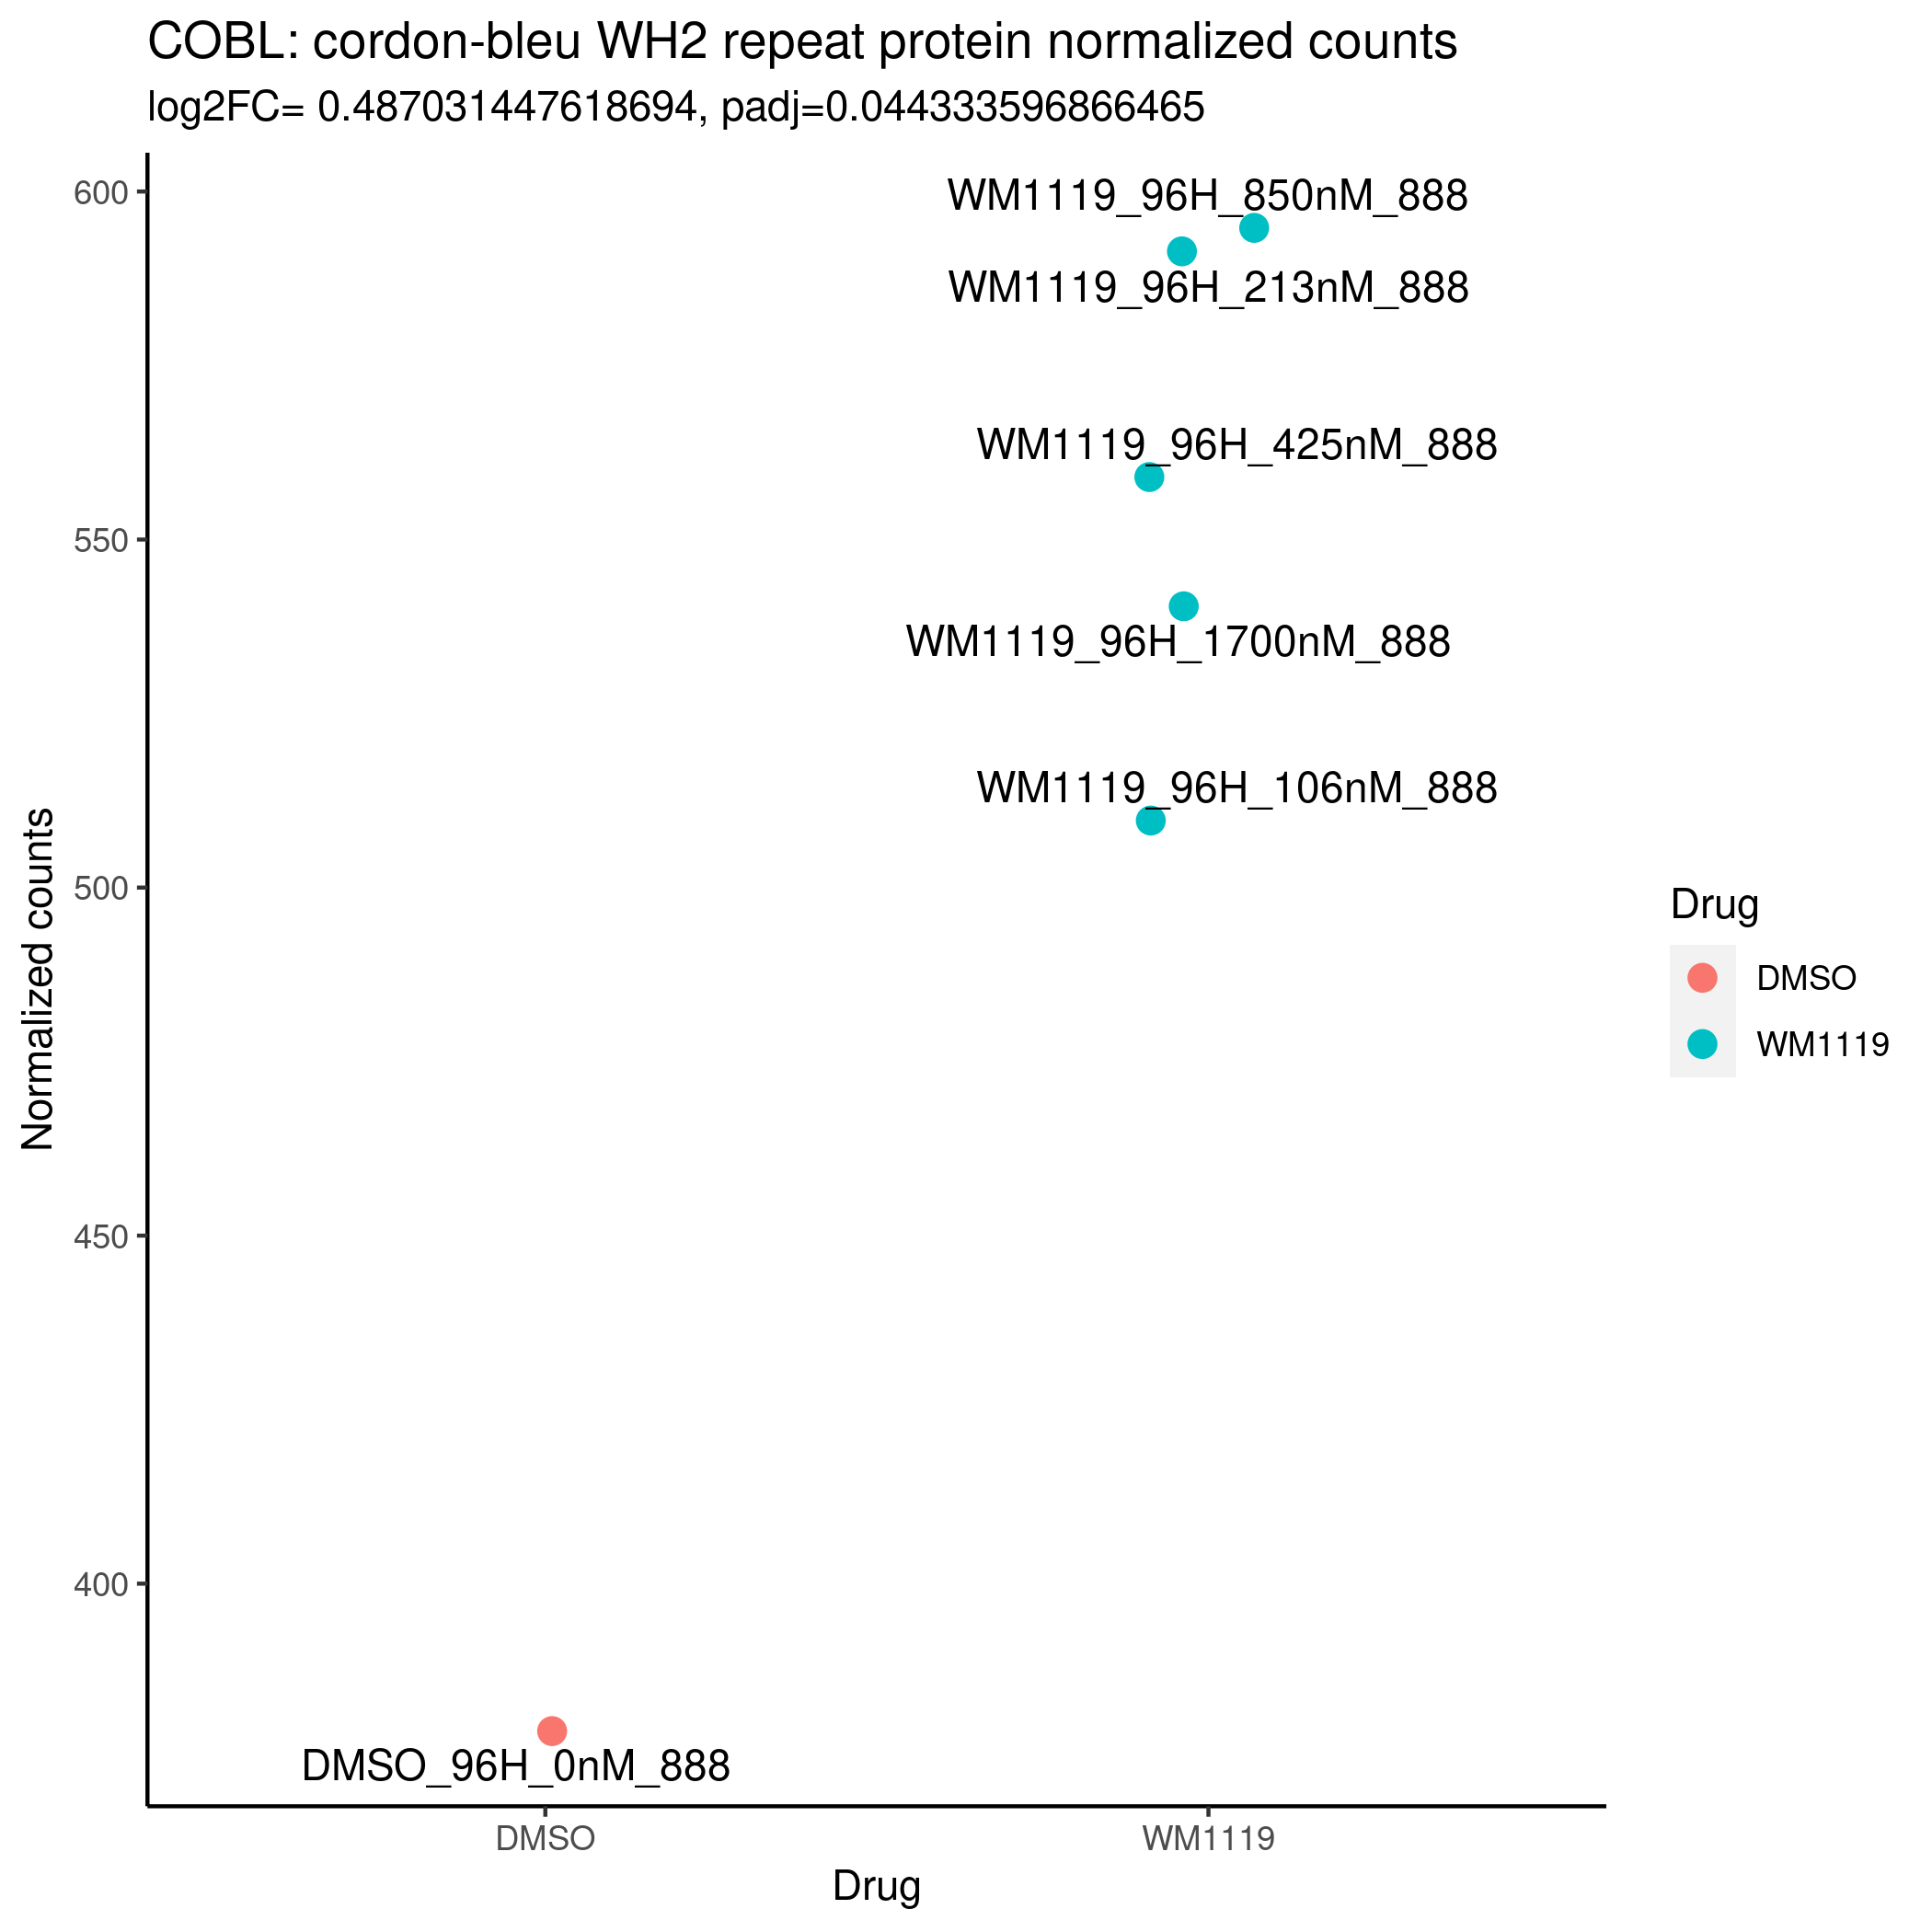 COBL: cordon-bleu WH2 repeat protein normalized counts
log2FC= 0.487031447618694, padj=0.044333596866465
600
550
500
450
400
Normalized counts
WM1119_96H_850nM_888
WM1119_96H_213nM_888
WM1119_96H_425nM_888
WM1119_96H_1700nM_888
WM1119_96H_106nM_888
DMSO_96H_0nM_888
DMSO
WM1119
Drug
Drug
DMSO
WM1119